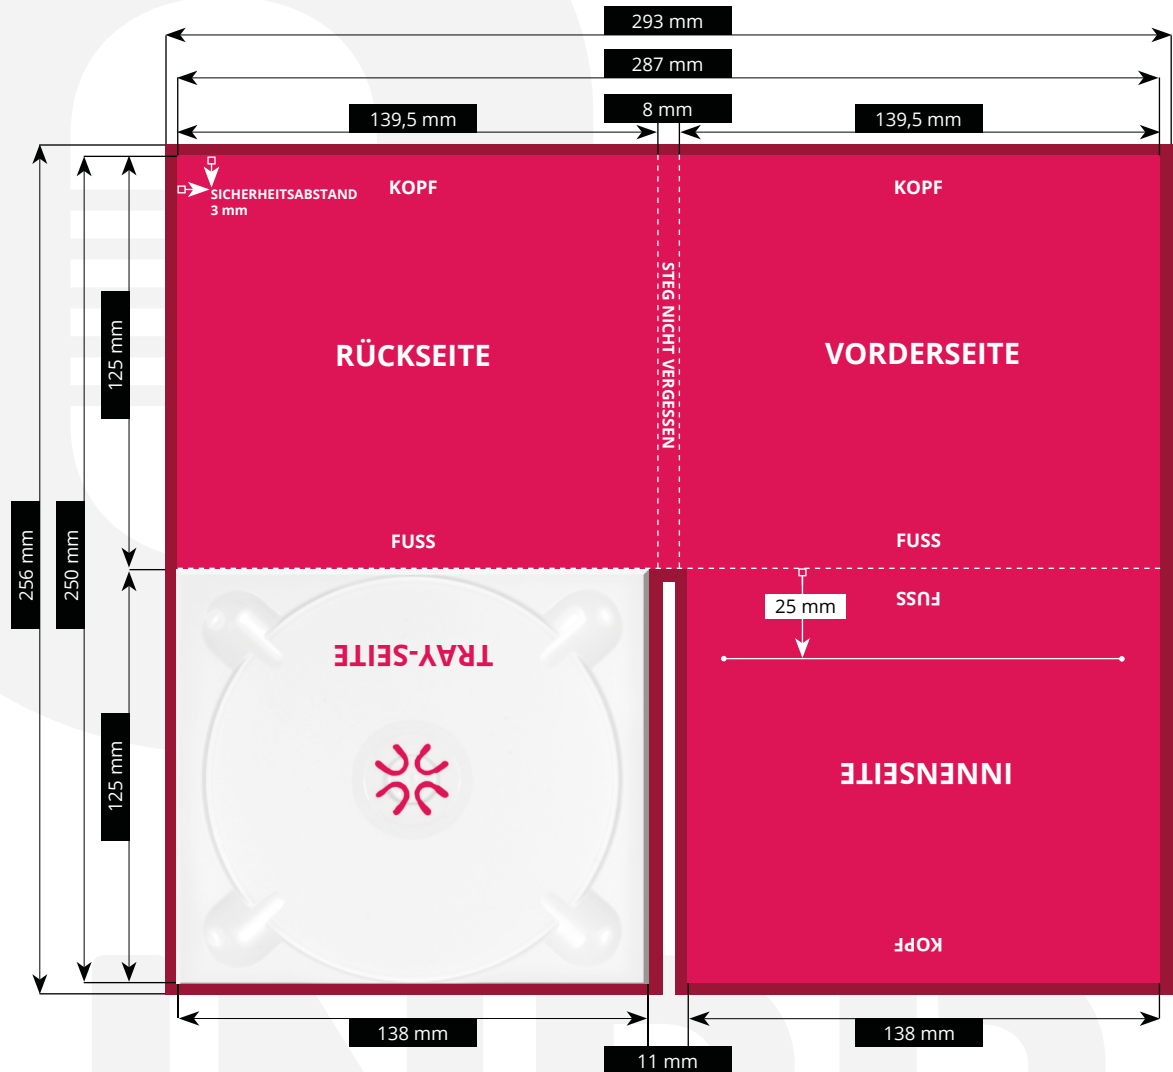 293 mm
287 mm
8 mm
139,5 mm
139,5 mm
SICHERHEITSABSTAND
3 mm
KOPF
KOPF
STEG NICHT VERGESSEN
125 mm
RÜCKSEITE
VORDERSEITE
FUSS
FUSS
256 mm
250 mm
FUSS
25 mm
TRAY-SEITE
125 mm
INNENSEITE
KOPF
138 mm
138 mm
11 mm